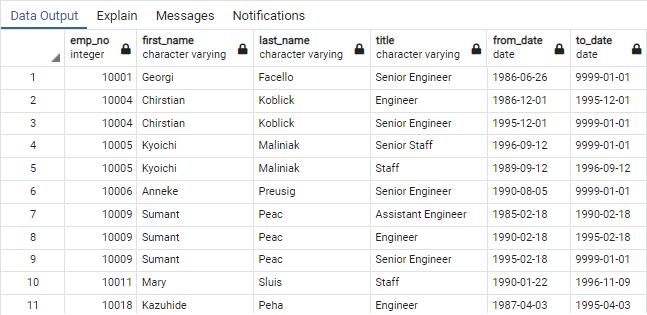 Data Output Explain Messages Notifications
emp_no first_name last_name title from_date to_date
integer character varying character varying character varying date date
1 10001 Georgi Facello Senior Engineer 1986-06-26 9999-01-01
2 10004 Chirstian Koblick Engineer 1986-12-01 1995-12-01
3 10004 Chirstian Koblick Senior Engineer 1995-12-01 9999-01-01
4 10005 Kyoichi Maliniak Senior Staff 1996-09-12 9999-01-01
5 10005 Kyoichi Maliniak Staff 1989-09-12 1996-09-12
6 10006 Anneke Preusig Senior Engineer 1990-08-05 9999-01-01
7 10009 Sumant Peac Assistant Engineer 1985-02-18 1990-02-18
8 10009 Sumant Peac Engineer 1990-02-18 1995-02-18
9 10009 Sumant Peac Senior Engineer 1995-02-18 9999-01-01
10 10011 Mary Sluis Staff 1990-01-22 1996-11-09
11 10018 Kazuhide Peha Engineer 1987-04-03 1995-04-03